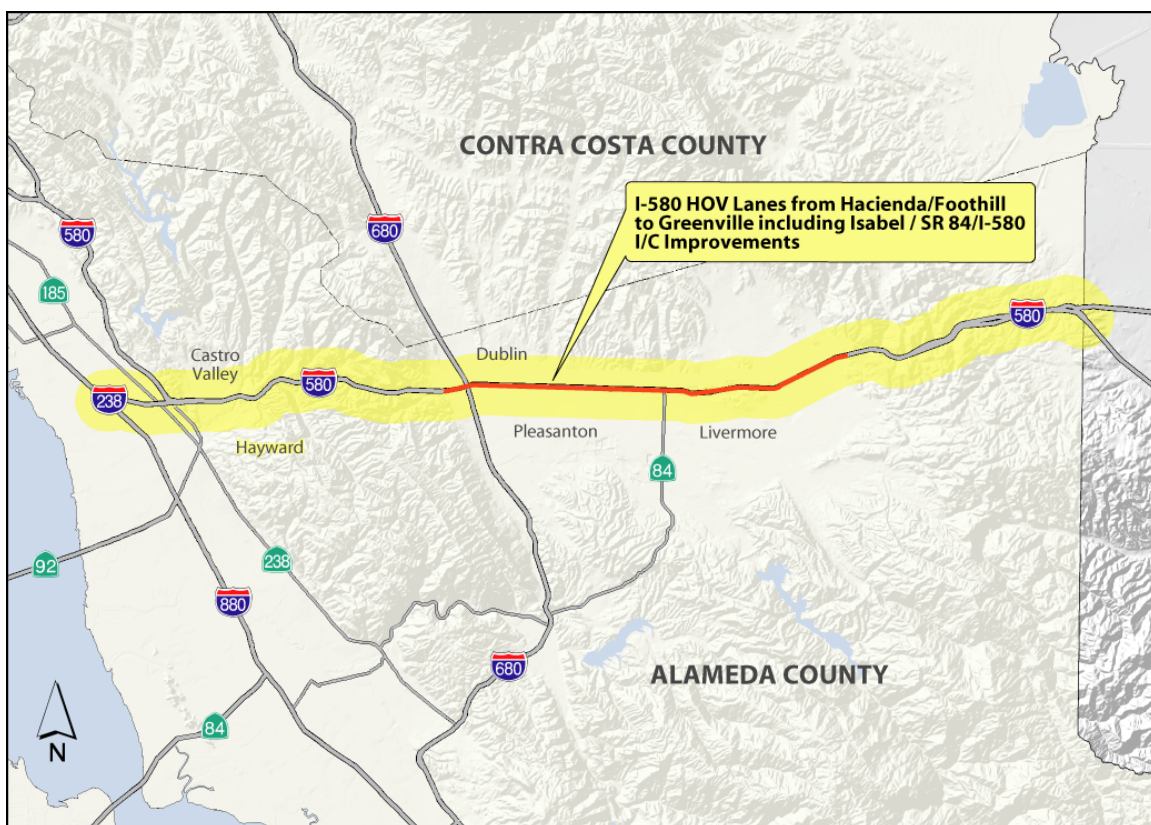 CONTRA COSTA COUNTY
I-580 HOV Lanes from Hacienda/Foothill
to Greenville including Isabel / SR 84/I-580
I/C Improvements
580
680
185
580
Castro
Valley
Dublin
580
238
Hayward
Pleasanton
Livermore
84
92
238
880
680
ALAMEDA COUNTY
84
N